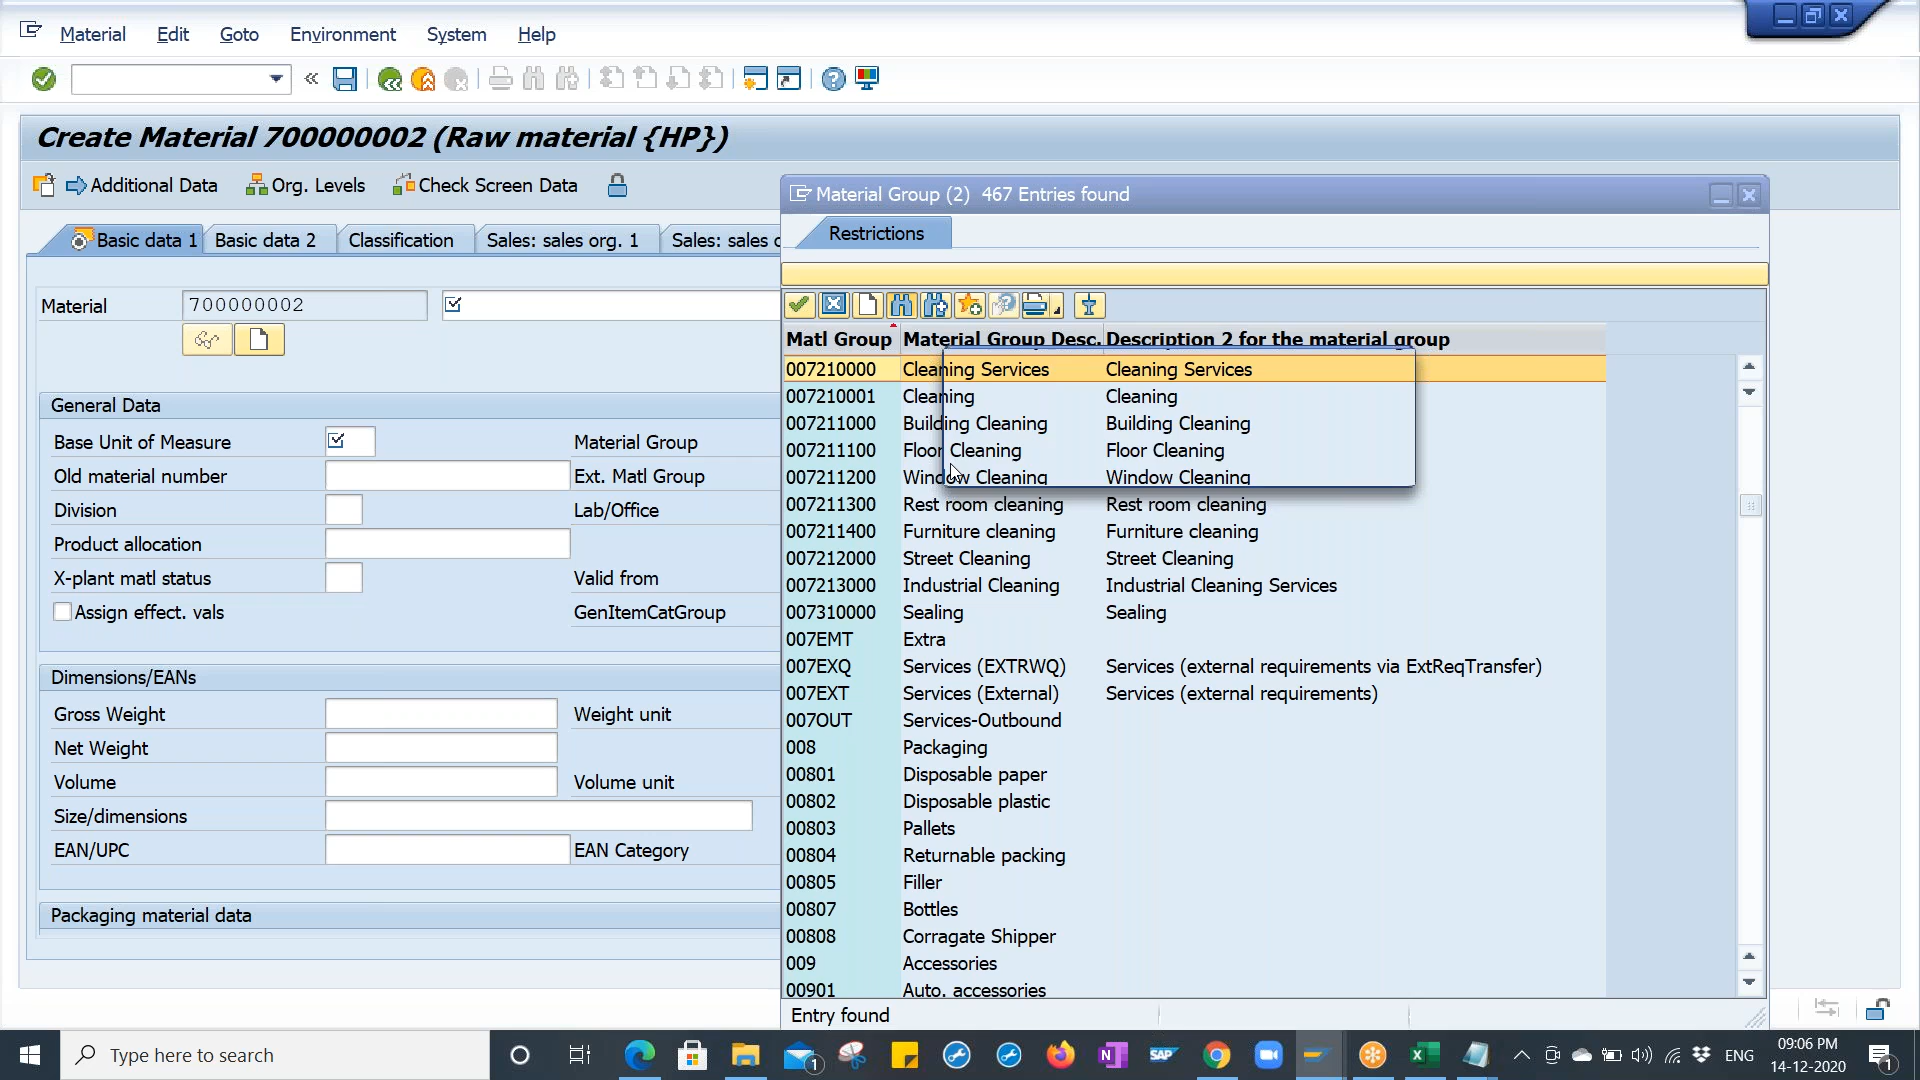 Material Edit Goto Environment System Help
Create Material 700000002 (Raw material {HP})
Additional Data Org. Levels Check Screen Data
Basic data 1 Basic data 2 Classification Sales: sales org. 1 Sales: sales o
Material 700000002
General Data
Base Unit of Measure Material Group
Old material number Ext. Matl Group
Division Lab/Office
Product allocation
X-plant matl status Valid from
Assign effect. vals GenItemCatGroup
Dimensions/EANs
Gross Weight Weight unit
Net Weight
Volume Volume unit
Size/dimensions
EAN/UPC EAN Category
Packaging material data
Material Group (2) 467 Entries found
Restrictions
Matl Group Material Group Desc. Description 2 for the material group
007210000 Cleaning Services Cleaning Services
007210001 Cleaning Cleaning
007211000 Building Cleaning Building Cleaning
007211100 Floor Cleaning Floor Cleaning
007211200 Window Cleaning Window Cleaning
007211300 Rest room cleaning Rest room cleaning
007211400 Furniture cleaning Furniture cleaning
007212000 Street Cleaning Street Cleaning
007213000 Industrial Cleaning Industrial Cleaning Services
007310000 Sealing Sealing
007EMT Extra
007EXQ Services (EXTRWQ) Services (external requirements via ExtReqTransfer)
007EXT Services (External) Services (external requirements)
007OUT Services-Outbound
008 Packaging
00801 Disposable paper
00802 Disposable plastic
00803 Pallets
00804 Returnable packing
00805 Filler
00807 Bottles
00808 Corragate Shipper
009 Accessories
00901 Auto. accessories
Entry found
Type here to search
1
SAP
ENG
09:06 PM
14-12-2020
1